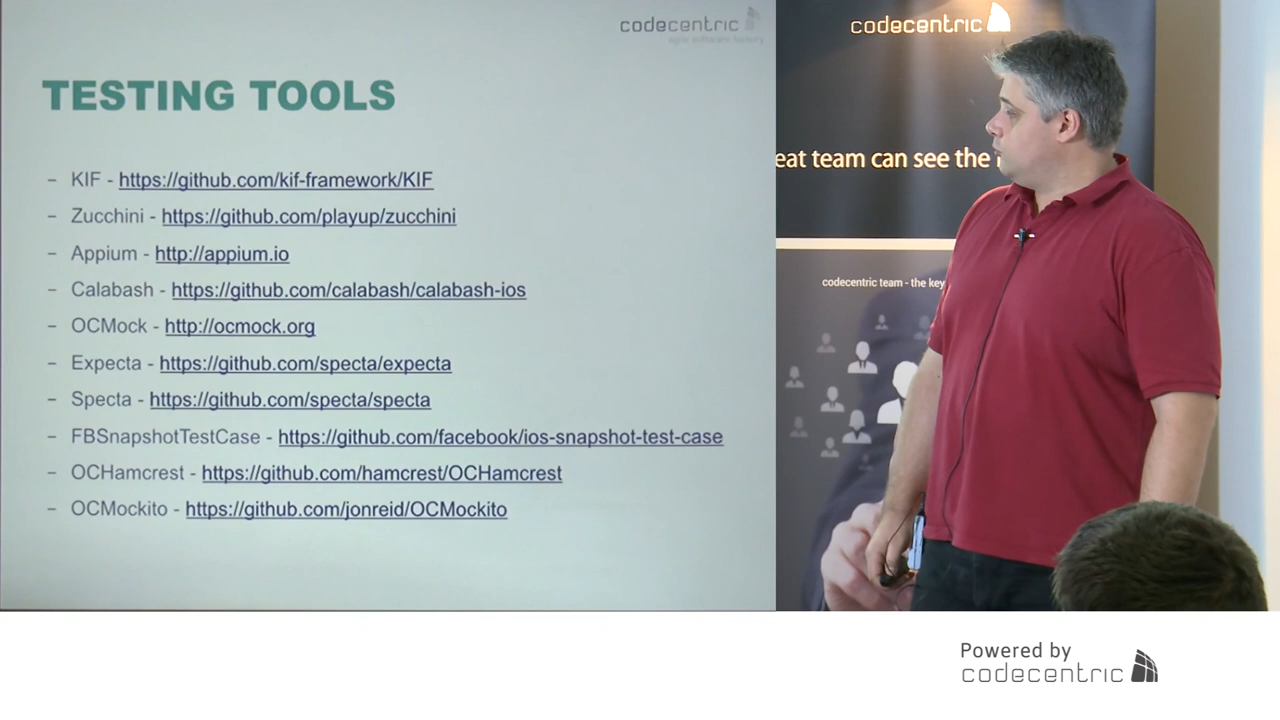 codecentric
agile software factory
TESTING TOOLS
– KIF - https://github.com/kif-framework/KIF
– Zucchini - https://github.com/playup/zucchini
– Appium - http://appium.io
– Calabash - https://github.com/calabash/calabash-ios
– OCMock - http://ocmock.org
– Expecta - https://github.com/specta/expecta
– Specta - https://github.com/specta/specta
– FBSnapshotTestCase - https://github.com/facebook/ios-snapshot-test-case
– OCHamcrest - https://github.com/hamcrest/OCHamcrest
– OCMockito - https://github.com/jonreid/OCMockito
codecentric
eat team can see the
codecentric team - the key
Powered by
codecentric